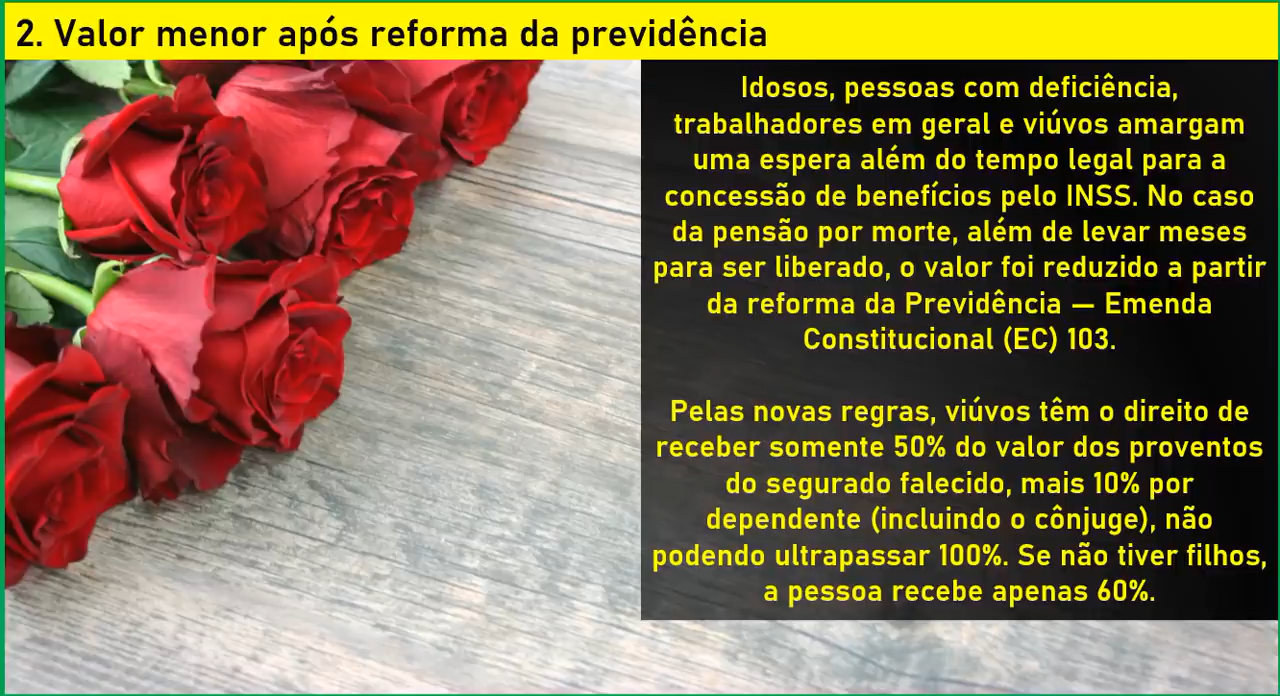 2. Valor menor após reforma da previdência
Idosos, pessoas com deficiência,
trabalhadores em geral e viúvos amargam
uma espera além do tempo legal para a
concessão de benefícios pelo INSS. No caso
da pensão por morte, além de levar meses
para ser liberado, o valor foi reduzido a partir
da reforma da Previdência — Emenda
Constitucional (EC) 103.
Pelas novas regras, viúvos têm o direito de
receber somente 50% do valor dos proventos
do segurado falecido, mais 10% por
dependente (incluindo o cônjuge), não
podendo ultrapassar 100%. Se não tiver filhos,
a pessoa recebe apenas 60%.